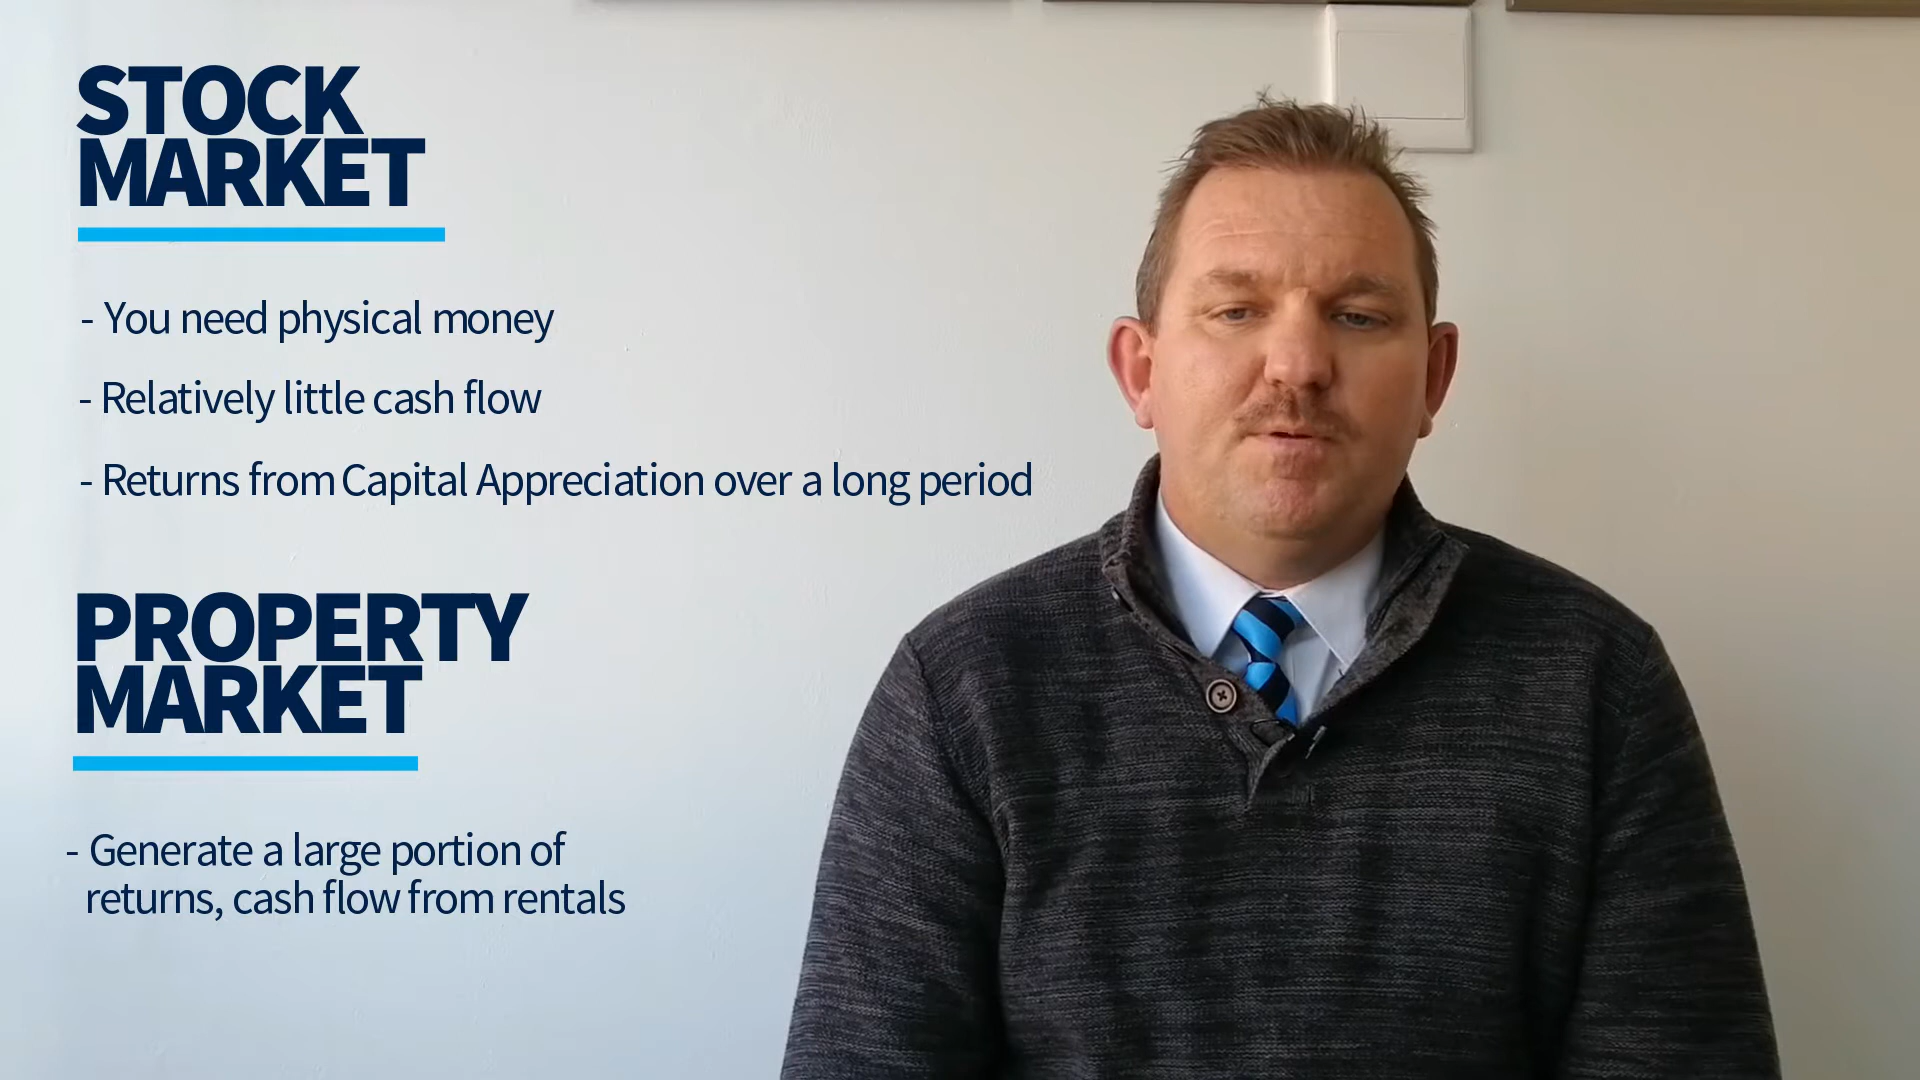 STOCK
MARKET
- You need physical money
- Relatively little cash flow
- Returns from Capital Appreciation over a long period
PROPERTY
MARKET
- Generate a large portion of
returns, cash flow from rentals